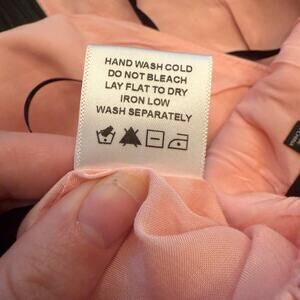 HAND WASH COLD
DO NOT BLEACH
LAY FLAT TO DRY
IRON LOW
WASH SEPARATELY